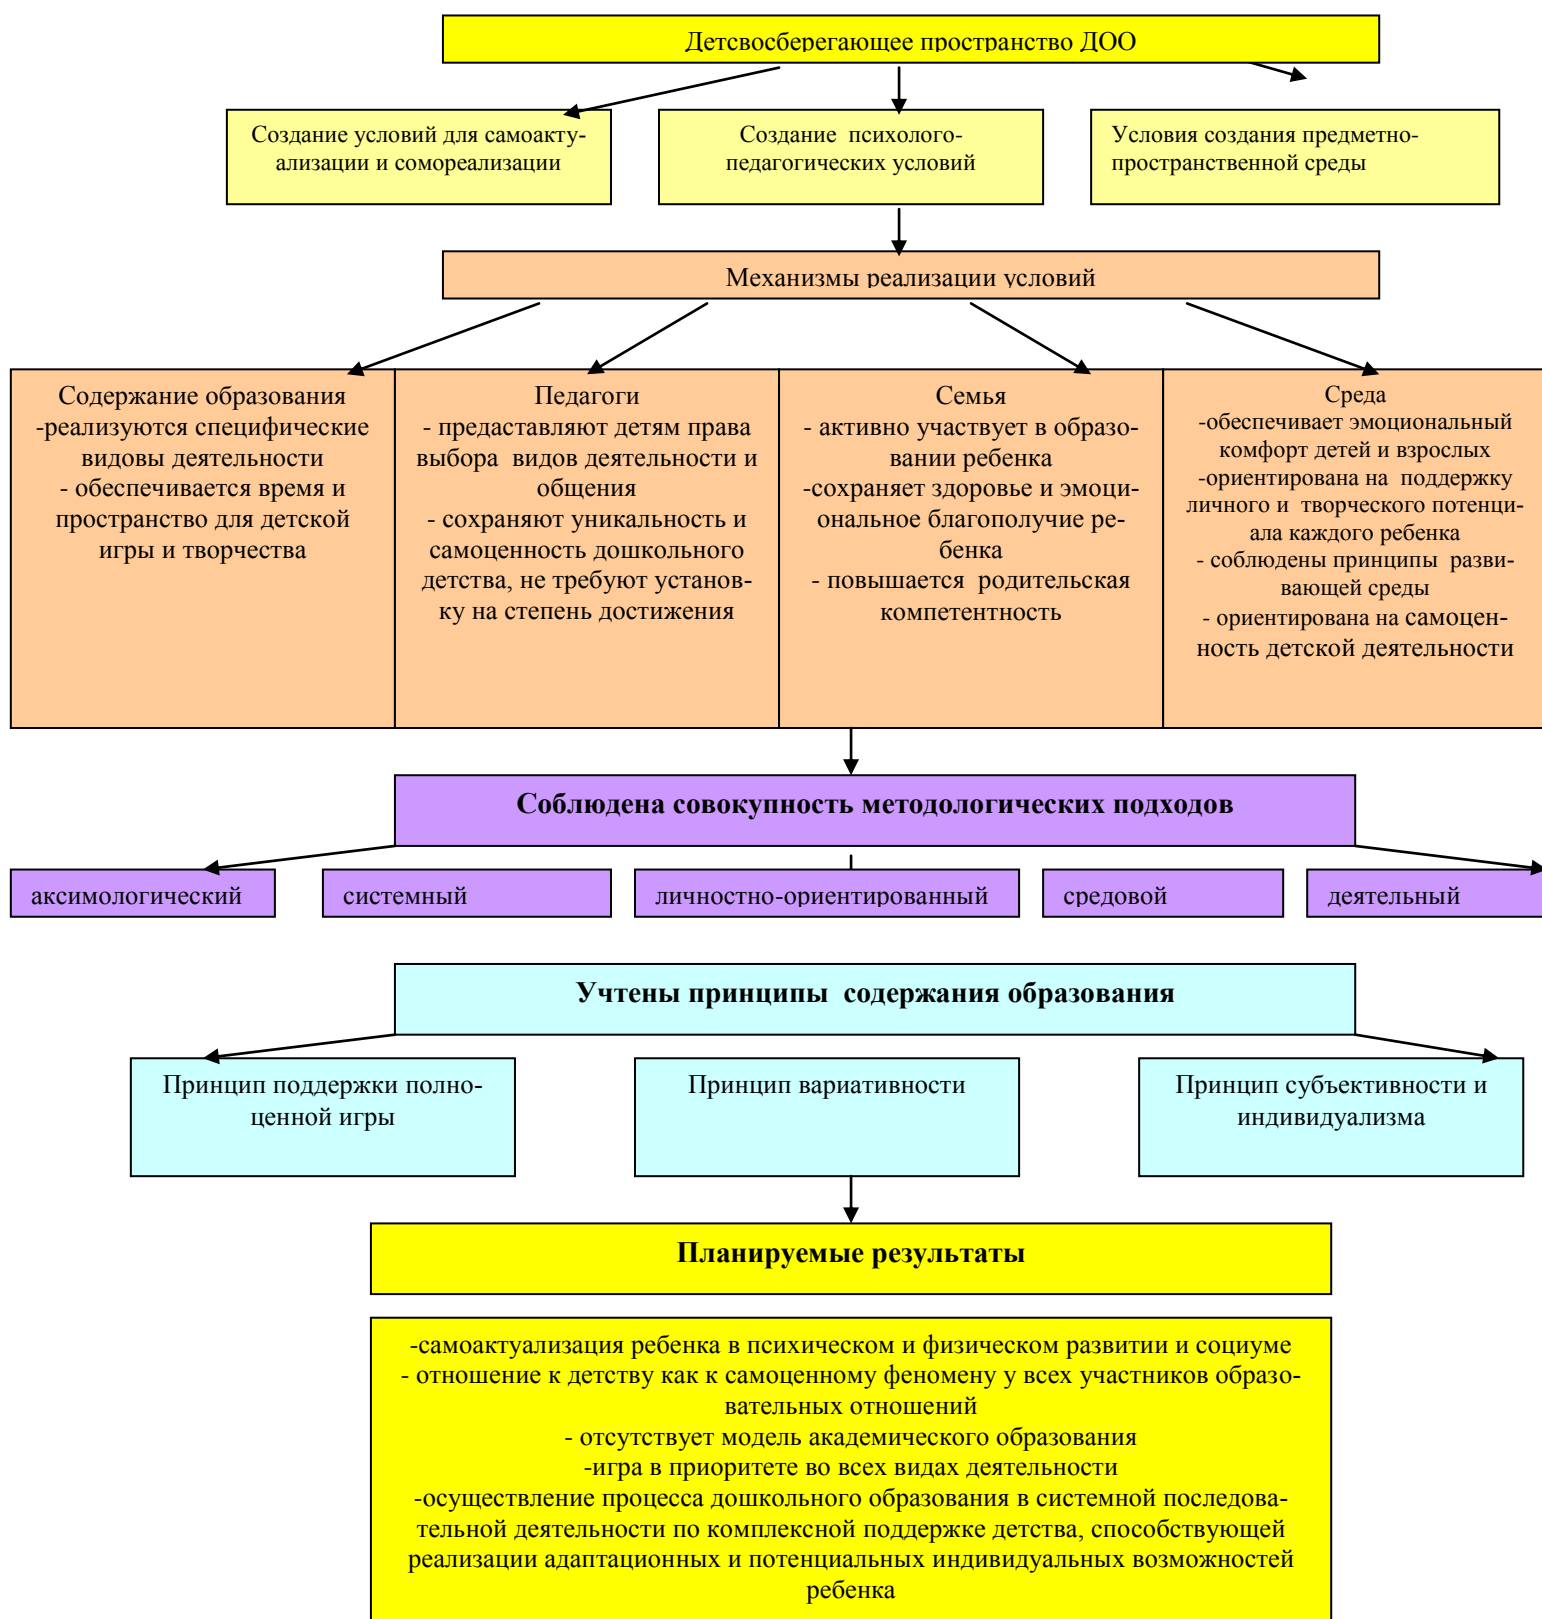 Детсвосберегающее пространство ДОО
Создание условий для самоакту-
ализации и сомореализации
Создание психолого-
педагогических условий
Условия создания предметно-
пространственной среды
Механизмы реализации условий
Содержание образования
-реализуются специфические
видовы деятельности
- обеспечивается время и
пространство для детской
игры и творчества
Педагоги
- предаставляют детям права
выбора видов деятельности и
общения
- сохраняют уникальность и
самоценность дошкольного
детства, не требуют установ-
ку на степень достижения
Семья
- активно участвует в образо-
вании ребенка
-сохраняет здоровье и эмоци-
ональное благополучие ре-
бенка
- повышается родительская
компетентность
Среда
-обеспечивает эмоциональный
комфорт детей и взрослых
-ориентирована на поддержку
личного и творческого потенци-
ала каждого ребенка
- соблюдены принципы разви-
вающей среды
- ориентирована на самоцен-
ность детской деятельности
Соблюдена совокупность методологических подходов
аксимологический
системный
личностно-ориентированный
средовой
деятельный
Учтены принципы содержания образования
Принцип поддержки полно-
ценной игры
Принцип вариативности
Принцип субъективности и
индивидуализма
Планируемые результаты
-самоактуализация ребенка в психическом и физическом развитии и социуме
- отношение к детству как к самоценному феномену у всех участников образо-
вательных отношений
- отсутствует модель академического образования
-игра в приоритете во всех видах деятельности
-осуществление процесса дошкольного образования в системной последова-
тельной деятельности по комплексной поддержке детства, способствующей
реализации адаптационных и потенциальных индивидуальных возможностей
ребенка